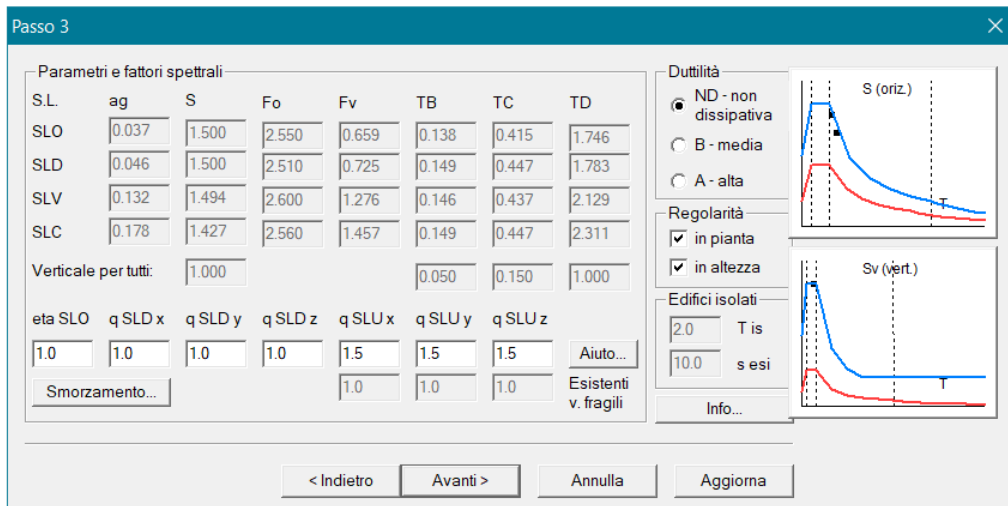 Passo 3
Parametri e fattori spettrali
S.L. ag S Fo Fv TB TC TD
SLO 0.037 1.500 2.550 0.659 0.138 0.415 1.746
SLD 0.046 1.500 2.510 0.725 0.149 0.447 1.783
SLV 0.132 1.494 2.600 1.276 0.146 0.437 2.129
SLC 0.178 1.427 2.560 1.457 0.149 0.447 2.311
Verticale per tutti: 1.000 0.050 0.150 1.000
eta SLO q SLD x q SLD y q SLD z q SLU x q SLU y q SLU z
1.0 1.0 1.0 1.0 1.5 1.5 1.5 Aiuto...
Smorzamento... 1.0 1.0 1.0 Esistenti
v. fragili
Duttilità
ND - non
dissipativa
B - media
A - alta
Regolarità
in pianta
in altezza
Edifici isolati
2.0 T is
10.0 s esi
Info...
S (oriz.)
T
Sv (vert.)
T
< Indietro Avanti > Annulla Aggiorna